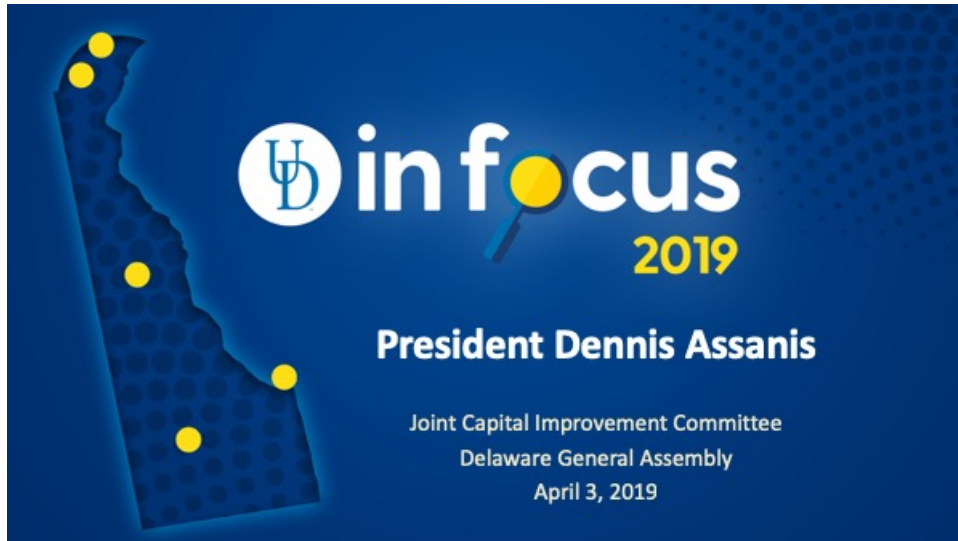 UD in focus
2019
President Dennis Assanis
Joint Capital Improvement Committee
Delaware General Assembly
April 3, 2019